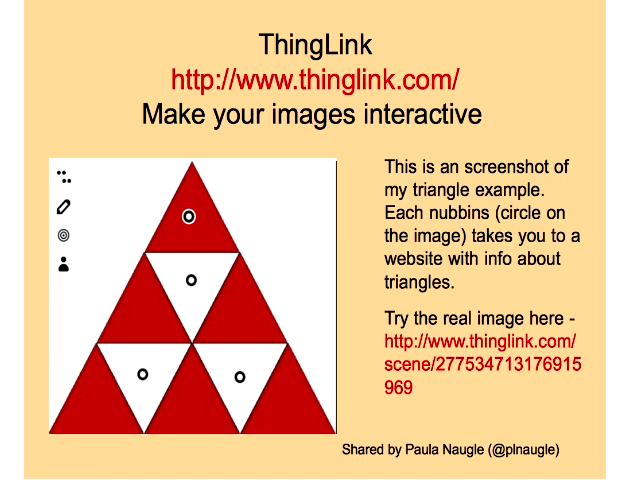 ThingLink
http://www.thinglink.com/
Make your images interactive
This is an screenshot of
my triangle example.
Each nubbins (circle on
the image) takes you to a
website with info about
triangles.
Try the real image here -
http://www.thinglink.com/
scene/277534713176915
969
Shared by Paula Naugle (@plnaugle)